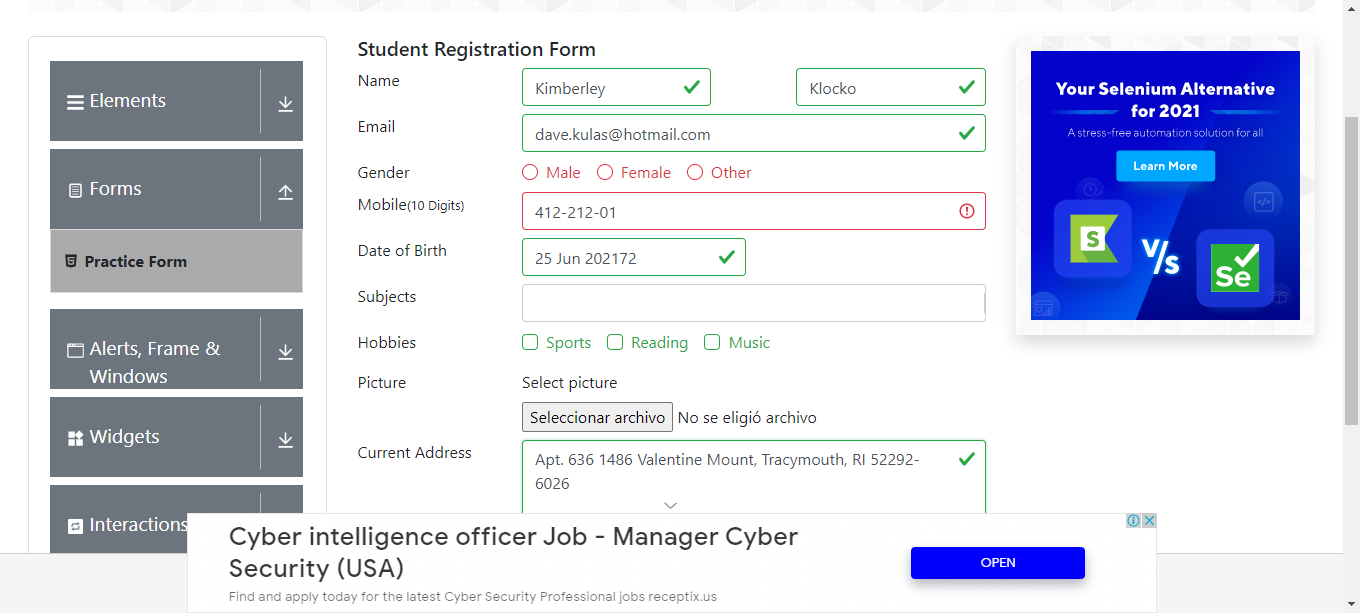 Elements
Forms
Practice Form
Alerts, Frame &
Windows
Widgets
Interactions
Student Registration Form
Name
Kimberley
Klocko
Email
dave.kulas@hotmail.com
Gender
Male
Female
Other
Mobile(10 Digits)
412-212-01
Date of Birth
25 Jun 202172
Subjects
Hobbies
Sports
Reading
Music
Picture
Select picture
Seleccionar archivo No se eligió archivo
Current Address
Apt. 636 1486 Valentine Mount, Tracymouth, RI 52292-
6026
Your Selenium Alternative
for 2021
A stress-free automation solution for all
Learn More
S
V/s
Se
Cyber intelligence officer Job - Manager Cyber
Security (USA)
Find and apply today for the latest Cyber Security Professional jobs receptix.us
OPEN